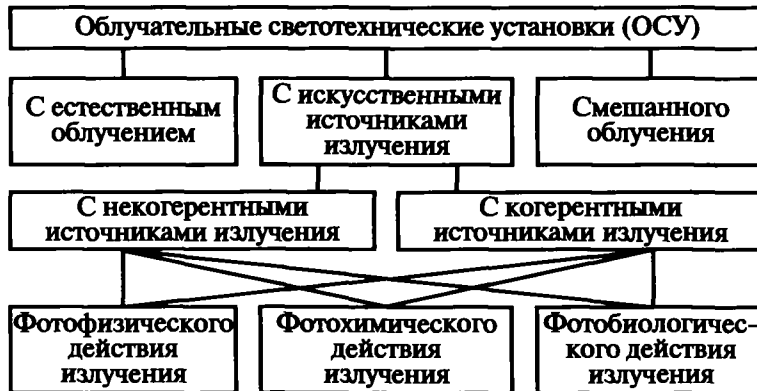 Облучательные светотехнические установки (ОСУ)
С естественным
облучением
С искусственными
источниками
излучения
Смешанного
облучения
С некогерентными
источниками излучения
С когерентными
источниками излучения
Фотофизического
действия
излучения
Фотохимического
действия
излучения
Фотобиологичес-
кого действия
излучения